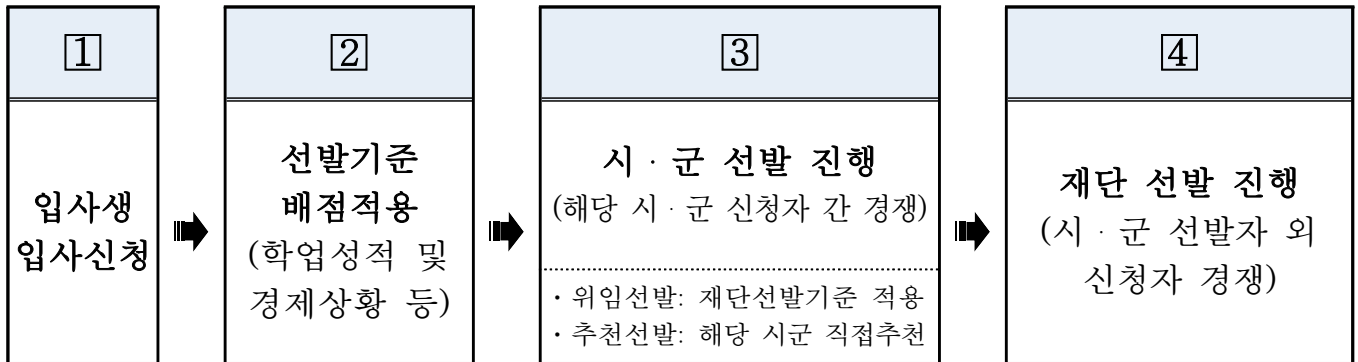 1
입사생
입사신청
2
선발기준
배점적용
(학업성적 및
경제상황 등)
3
시 · 군 선발 진행
(해당 시 · 군 신청자 간 경쟁)
· 위임선발: 재단선발기준 적용
· 추천선발: 해당 시군 직접추천
4
재단 선발 진행
(시 · 군 선발자 외
신청자 경쟁)